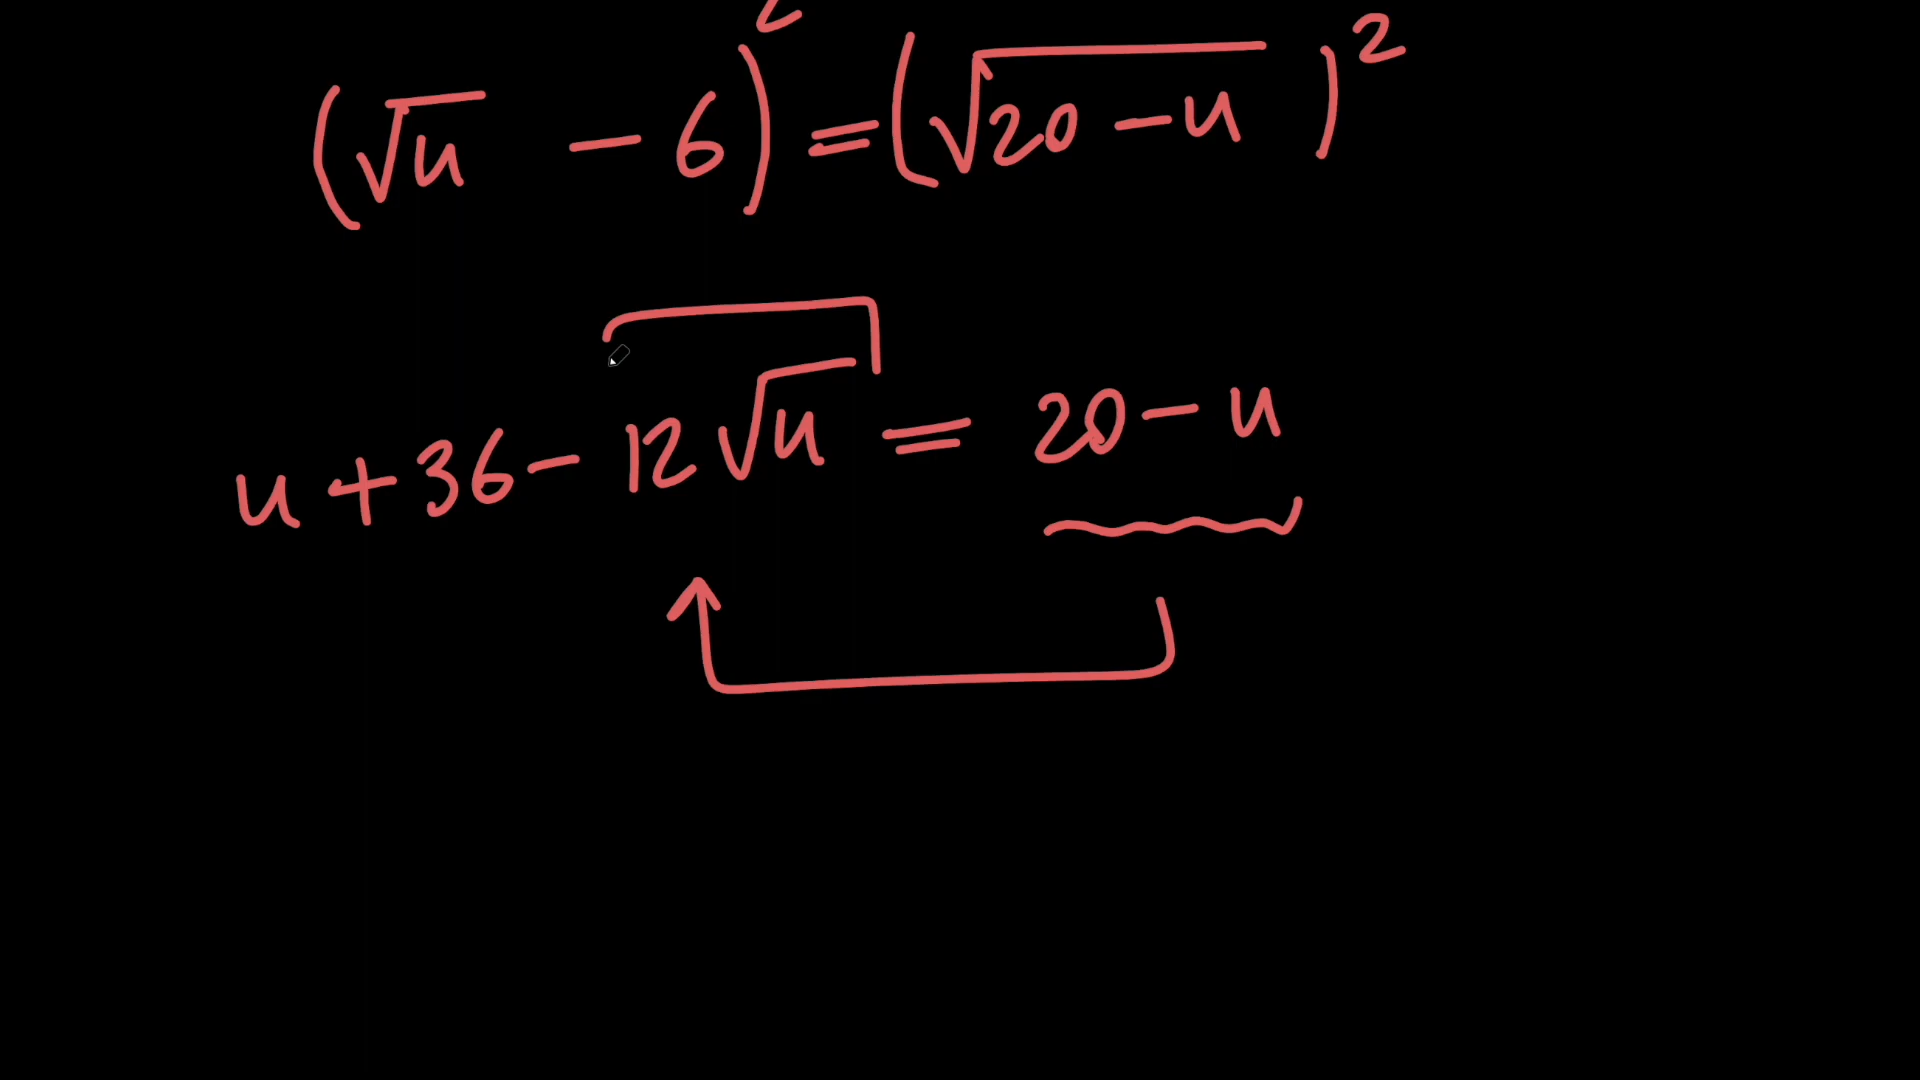 (√u − 6)² = (√20 − u)²
u + 36 − 12√u = 20 − u